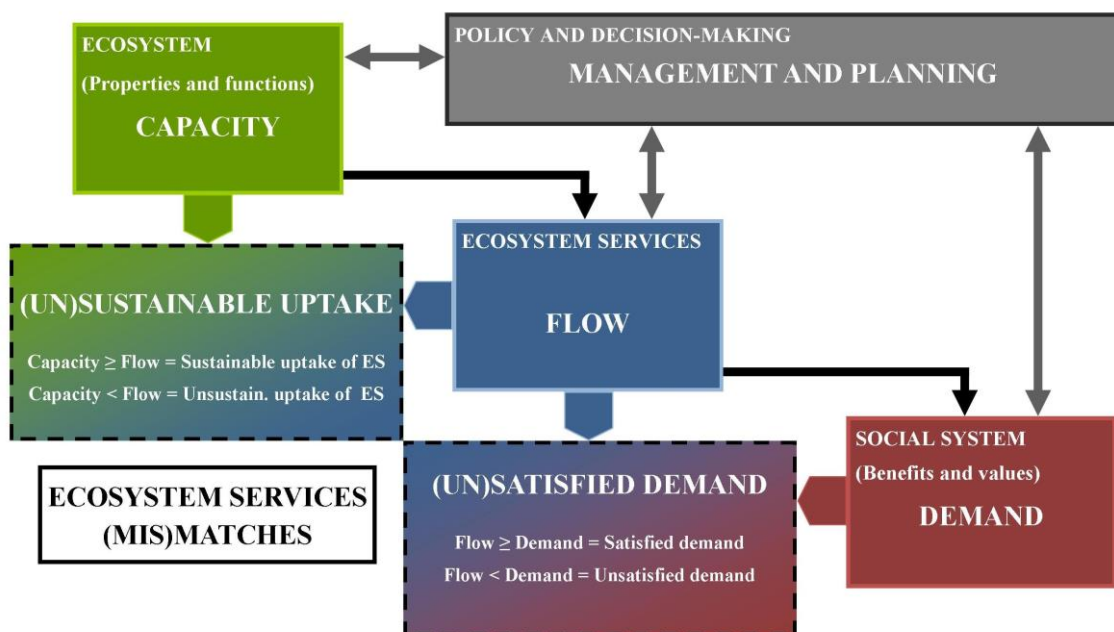 ECOSYSTEM
(Properties and functions)
CAPACITY
POLICY AND DECISION-MAKING
MANAGEMENT AND PLANNING
ECOSYSTEM SERVICES
FLOW
(UN)SUSTAINABLE UPTAKE
Capacity ≥ Flow = Sustainable uptake of ES
Capacity < Flow = Unsustain. uptake of ES
SOCIAL SYSTEM
(Benefits and values)
DEMAND
(UN)SATISFIED DEMAND
Flow ≥ Demand = Satisfied demand
Flow < Demand = Unsatisfied demand
ECOSYSTEM SERVICES
(MIS)MATCHES